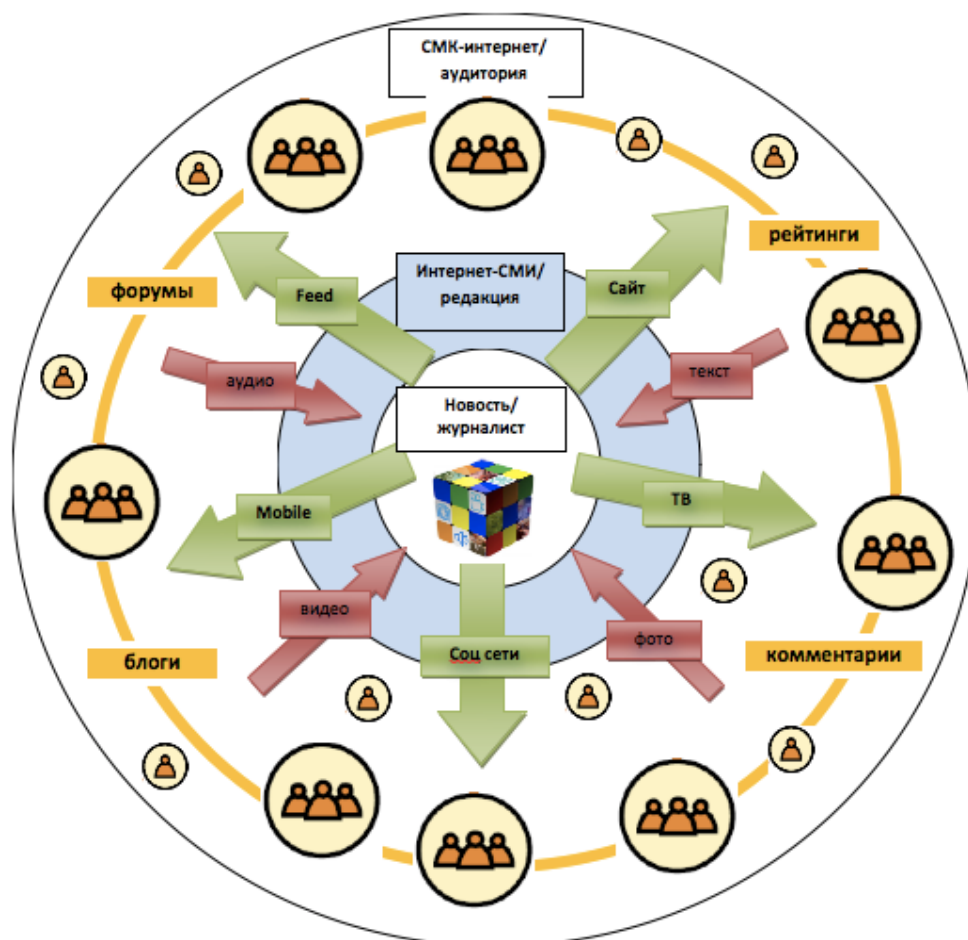 СМК-интернет/
аудитория
рейтинги
Интернет-СМИ/
редакция
форумы
Feed
Сайт
аудио
текст
Новость/
журналист
Mobile
ТВ
видео
фото
Соц сети
блоги
комментарии